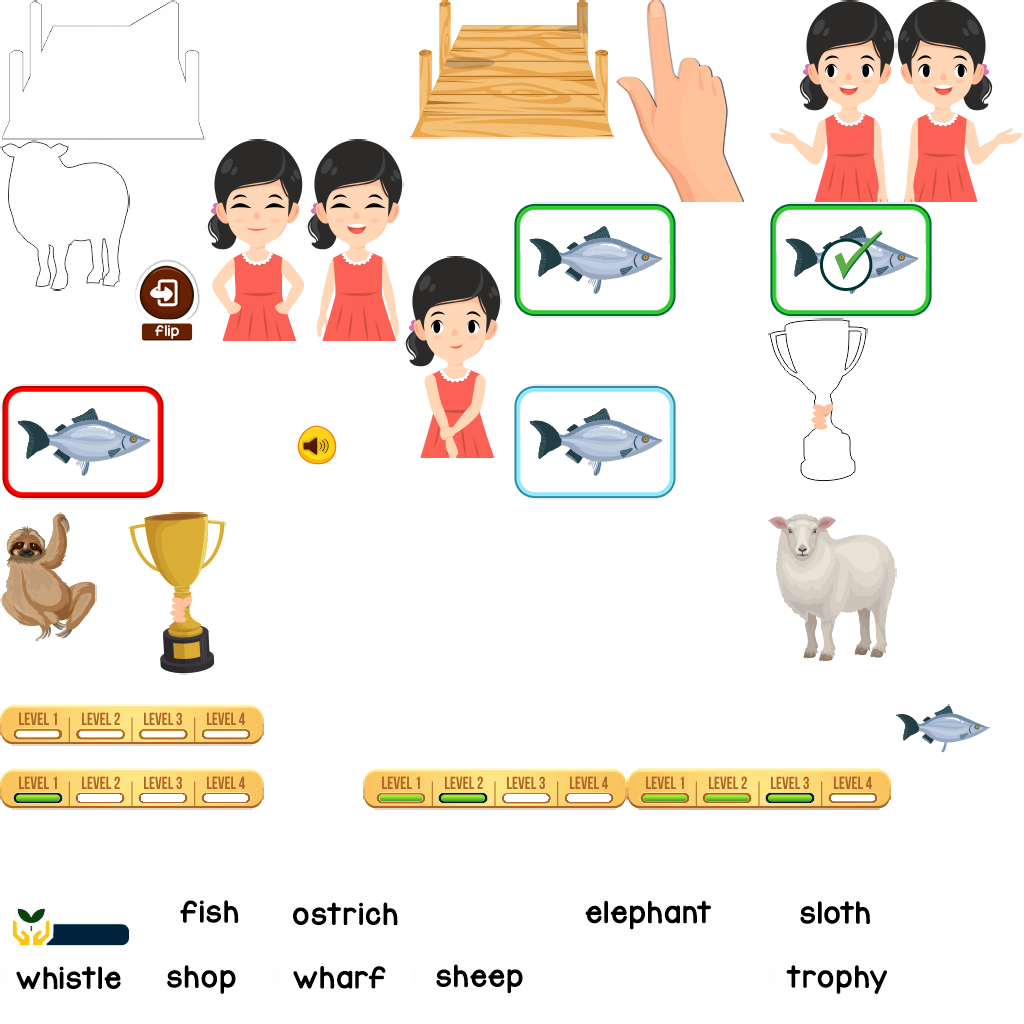 flip
LEVEL 1 LEVEL 2 LEVEL 3 LEVEL 4
LEVEL 1 LEVEL 2 LEVEL 3 LEVEL 4 LEVEL 1 LEVEL 2 LEVEL 3 LEVEL 4 LEVEL 1 LEVEL 2 LEVEL 3 LEVEL 4
fish ostrich elephant sloth
whistle shop wharf sheep trophy